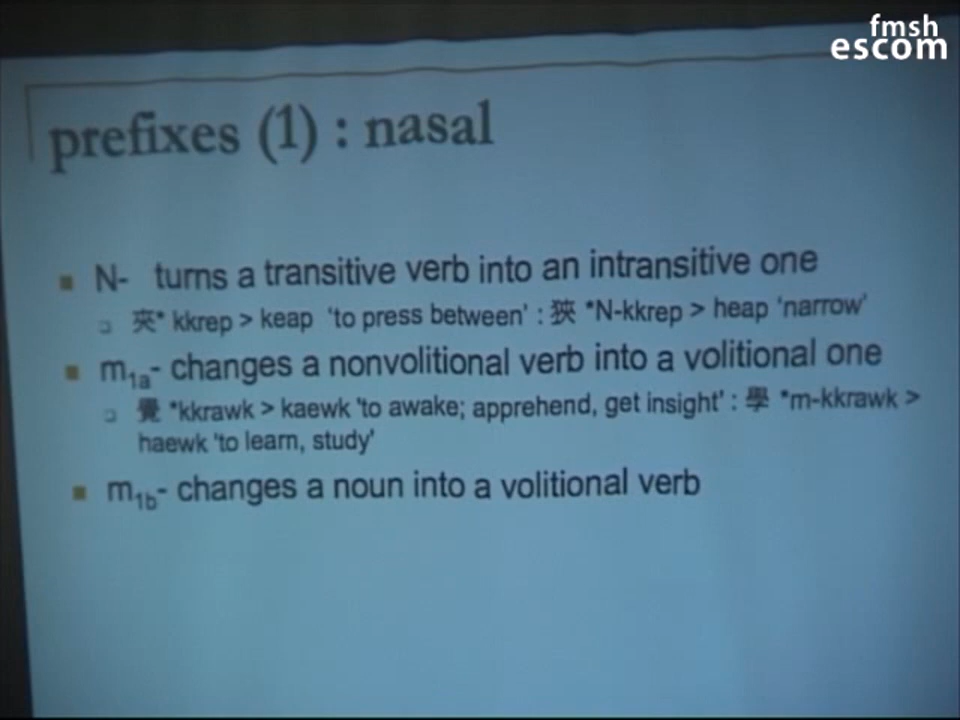 fmsh
escom
prefixes (1) : nasal
N- turns a transitive verb into an intransitive one
夾* kkrep > keap 'to press between' : 狹 *N-kkrep > heap 'narrow'
m1a- changes a nonvolitional verb into a volitional one
覺 *kkrawk > kaewk 'to awake; apprehend, get insight' : 學 *m-kkrawk >
haewk 'to learn, study'
m1b- changes a noun into a volitional verb